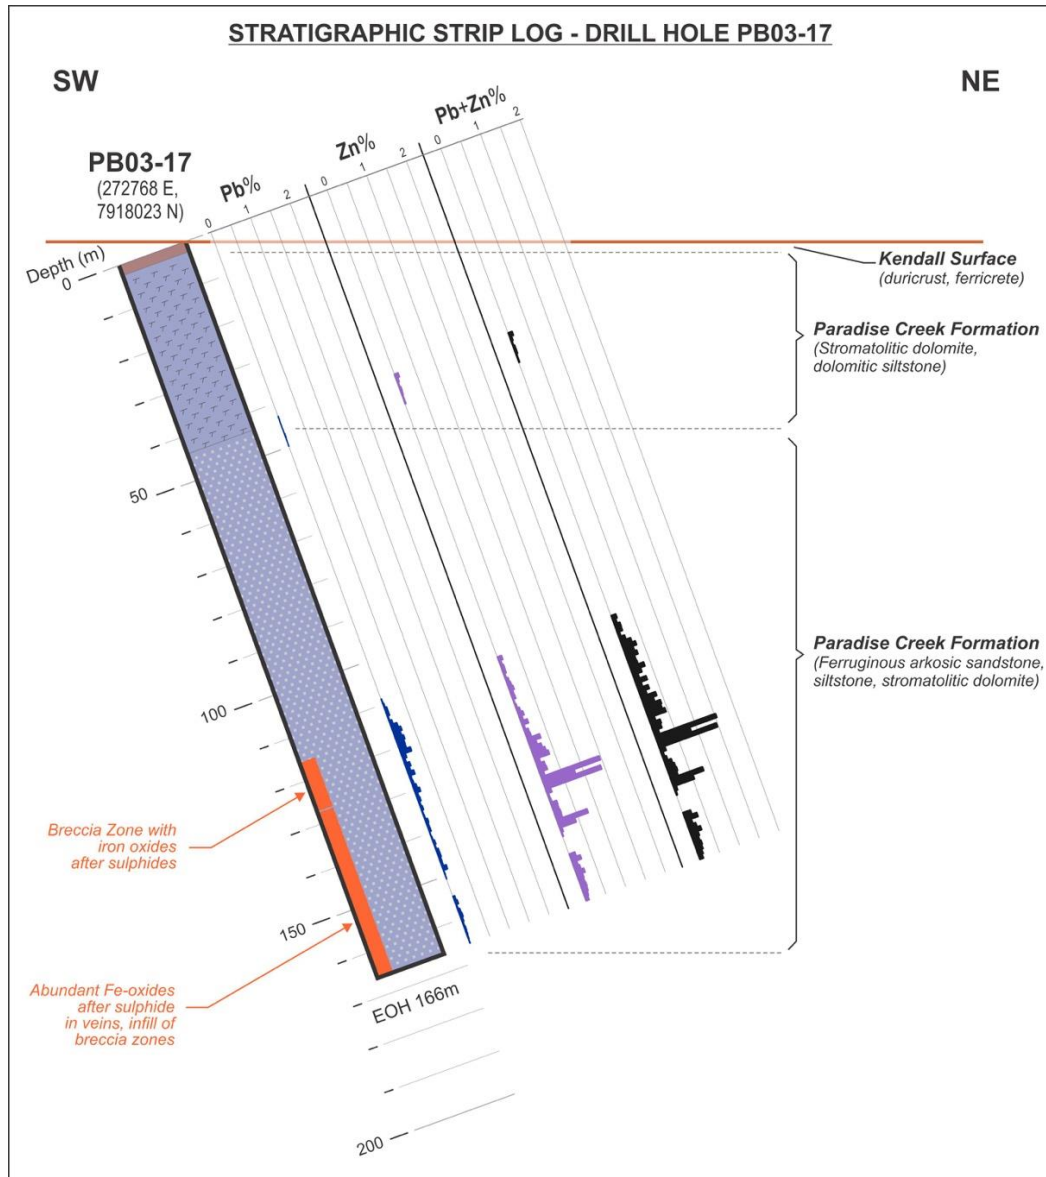 STRATIGRAPHIC STRIP LOG - DRILL HOLE PB03-17
SW
NE
PB03-17
(272768 E,
7918023 N)
Pb%
0
1
2
Zn%
0
1
2
Pb+Zn%
0
1
2
Depth (m)
0
50
100
150
200
Kendall Surface
(duricrust, ferricrete)
Paradise Creek Formation
(Stromatolitic dolomite,
dolomitic siltstone)
Paradise Creek Formation
(Ferruginous arkosic sandstone,
siltstone, stromatolitic dolomite)
Breccia Zone with
iron oxides
after sulphides
Abundant Fe-oxides
after sulphide
in veins, infill of
breccia zones
EOH 166m